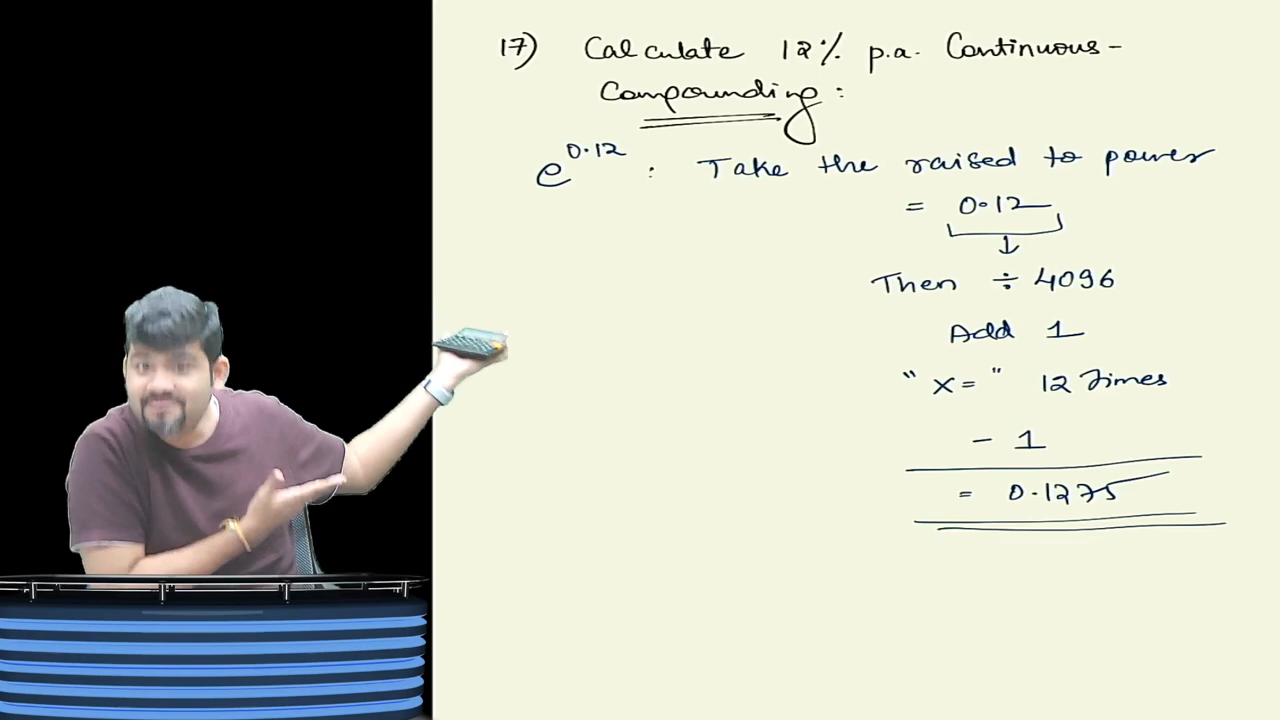 17) Calculate 12% p.a. Continuous-
Compounding:
e^0.12 : Take the raised to power
= 0.12
↓
Then ÷ 4096
Add 1
" x = " 12 Times
- 1
= 0.1275